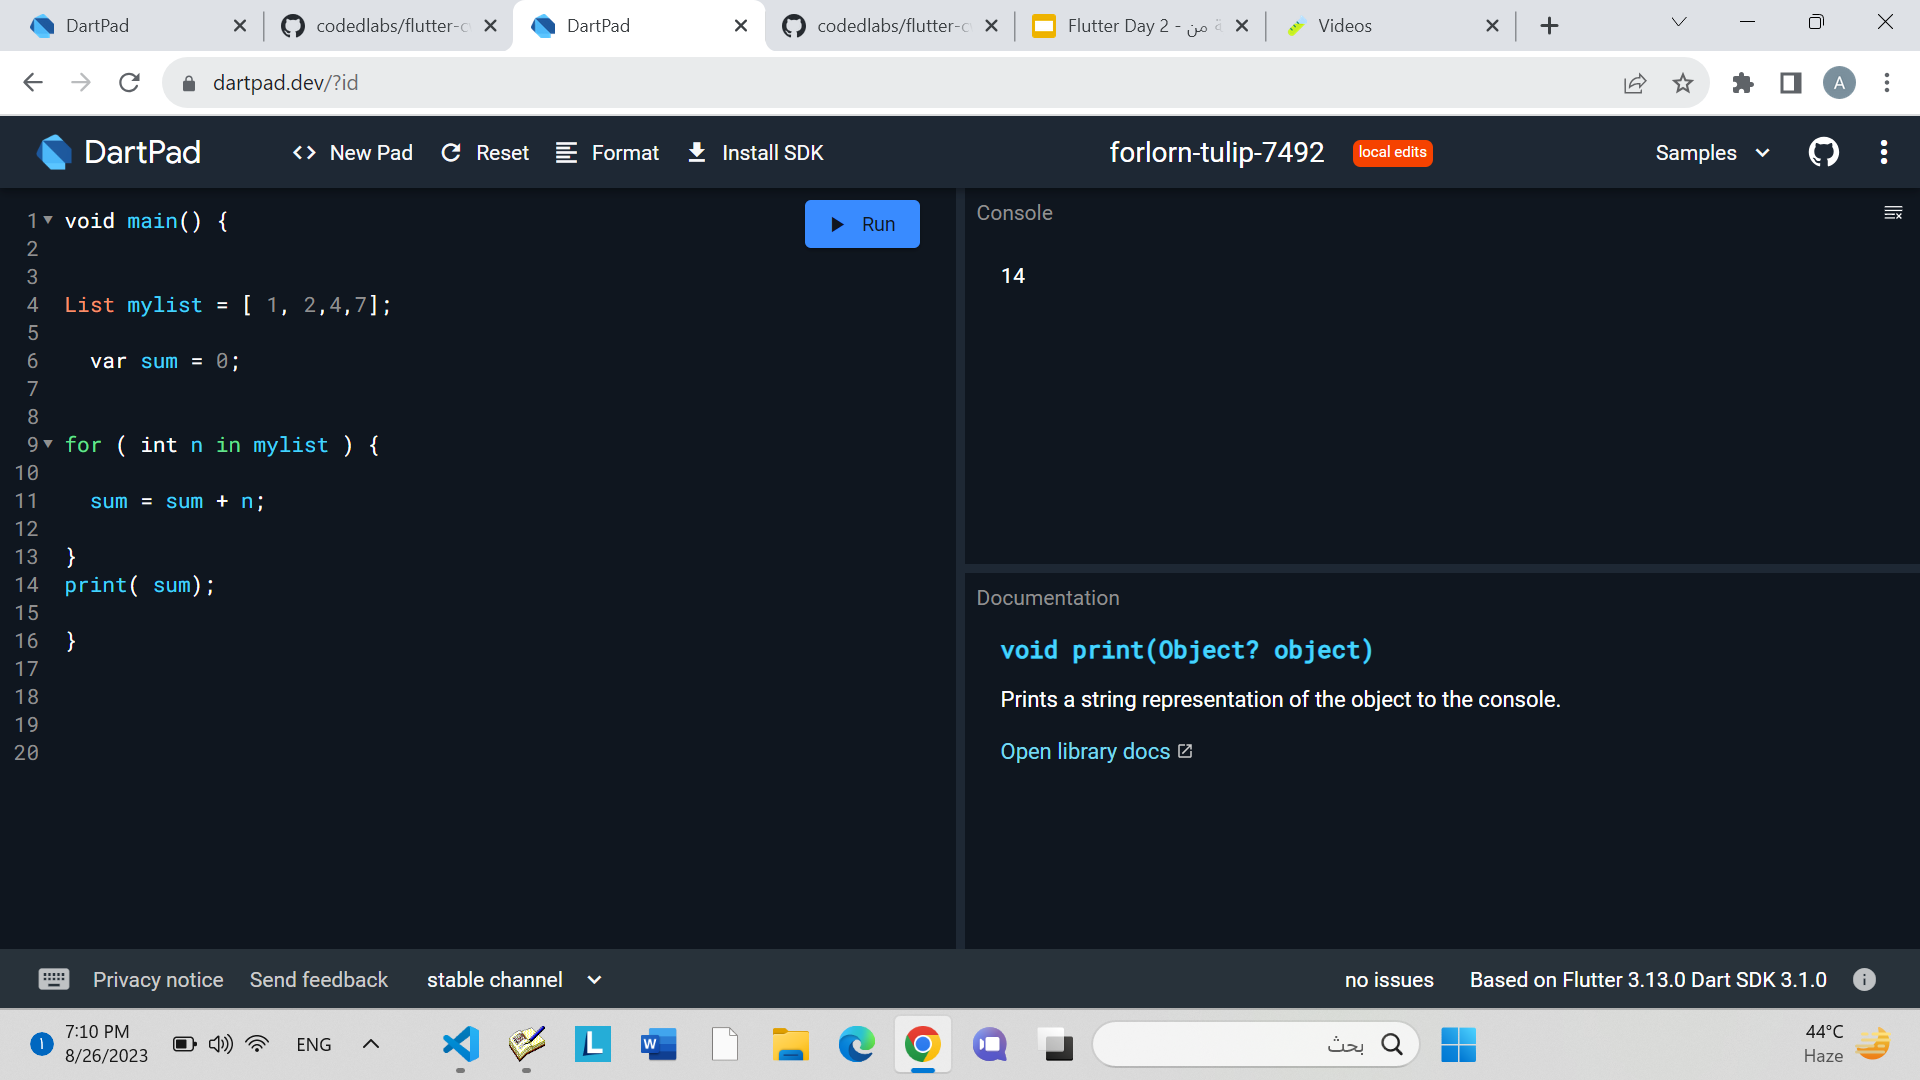 DartPad
codedlabs/flutter-c
DartPad
codedlabs/flutter-c
Flutter Day 2 - ة من
Videos
dartpad.dev/?id
A
DartPad
New Pad
Reset
Format
Install SDK
forlorn-tulip-7492
local edits
Samples
1 void main() {
2
3
4 List mylist = [ 1, 2,4,7];
5
6 var sum = 0;
7
8
9 for ( int n in mylist ) {
10
11 sum = sum + n;
12
13 }
14 print( sum);
15
16 }
17
18
19
20
Run
Console
14
Documentation
void print(Object? object)
Prints a string representation of the object to the console.
Open library docs
Privacy notice
Send feedback
stable channel
no issues
Based on Flutter 3.13.0 Dart SDK 3.1.0
١
7:10 PM
8/26/2023
ENG
L
W
بحث
44°C
Haze